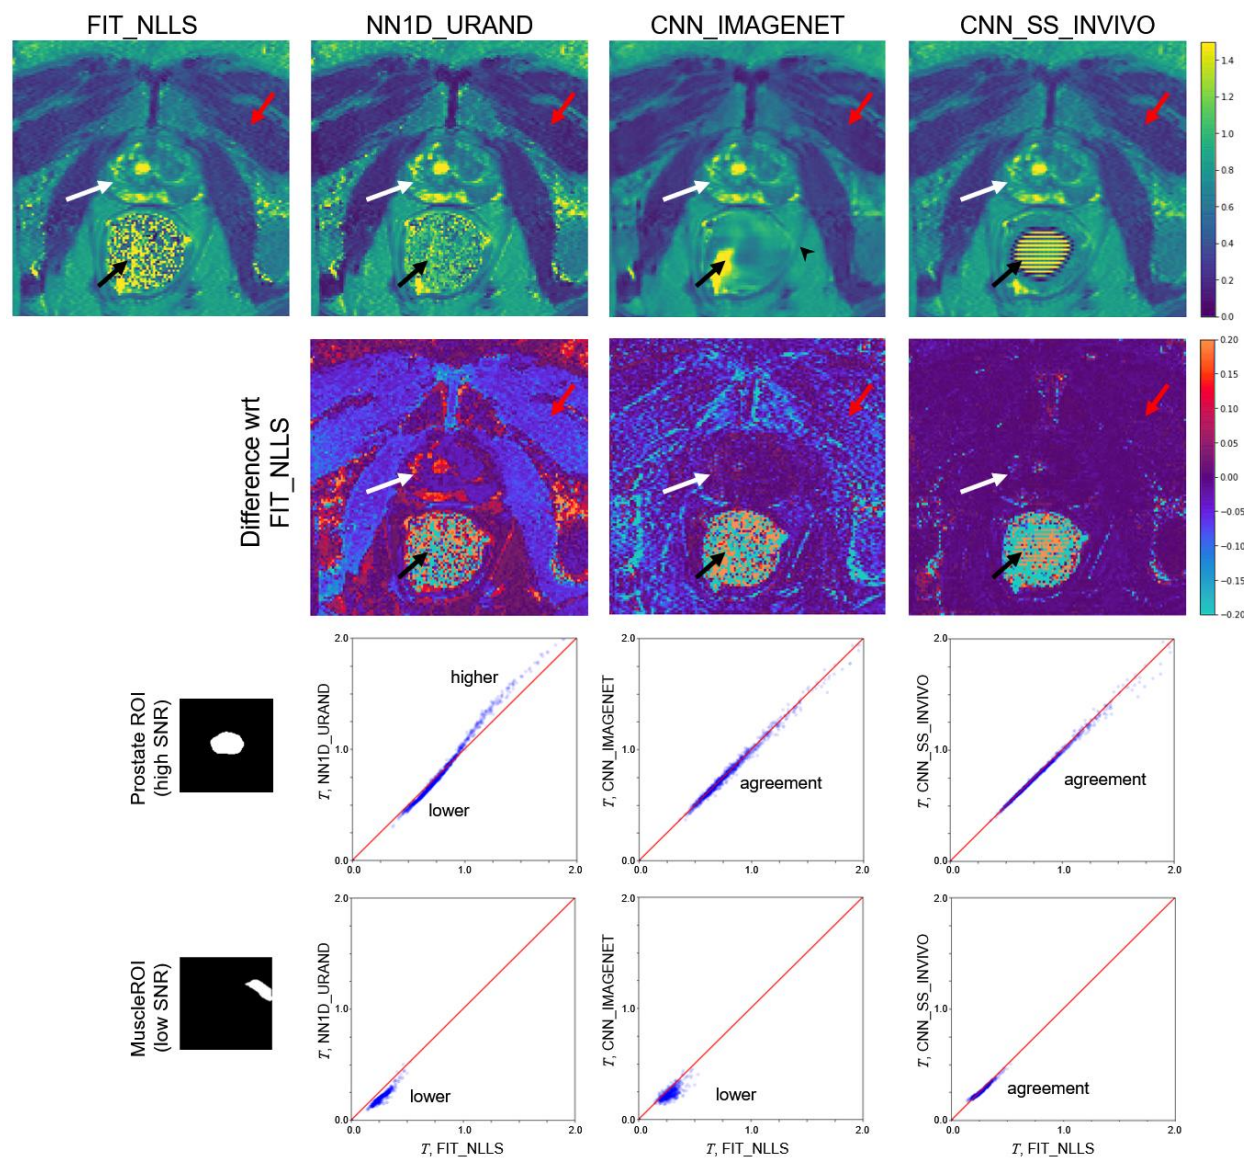 FIT_NLLS NN1D_URAND CNN_IMAGENET CNN_SS_INVIVO
1.4
1.2
1.0
0.8
0.6
0.4
0.2
0.0
Difference wrt
FIT_NLLS
0.20
0.15
0.10
0.05
0.00
−0.05
−0.10
−0.15
−0.20
Prostate ROI
(high SNR)
T, NN1D_URAND
2.0
1.0
0.0
0.0 1.0 2.0
higher
lower
T, CNN_IMAGENET
2.0
1.0
0.0
0.0 1.0 2.0
agreement
T, CNN_SS_INVIVO
2.0
1.0
0.0
0.0 1.0 2.0
agreement
MuscleROI
(low SNR)
T, NN1D_URAND
2.0
1.0
0.0
0.0 1.0 2.0
lower
T, FIT_NLLS
T, CNN_IMAGENET
2.0
1.0
0.0
0.0 1.0 2.0
lower
T, FIT_NLLS
T, CNN_SS_INVIVO
2.0
1.0
0.0
0.0 1.0 2.0
agreement
T, FIT_NLLS